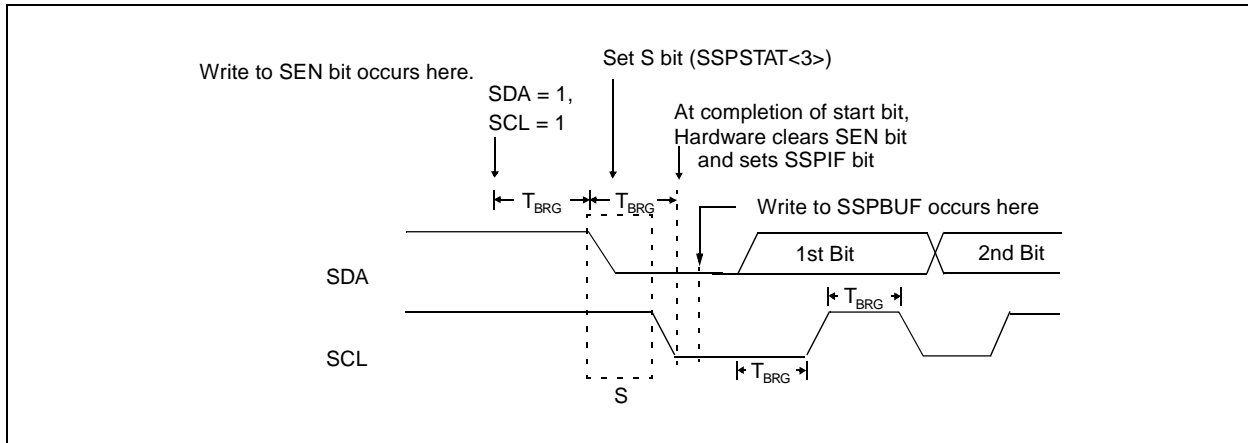 Write to SEN bit occurs here.
Set S bit (SSPSTAT<3>)
SDA = 1,
SCL = 1
At completion of start bit,
Hardware clears SEN bit
and sets SSPIF bit
TBRG
TBRG
Write to SSPBUF occurs here
SDA
1st Bit
2nd Bit
TBRG
SCL
TBRG
S